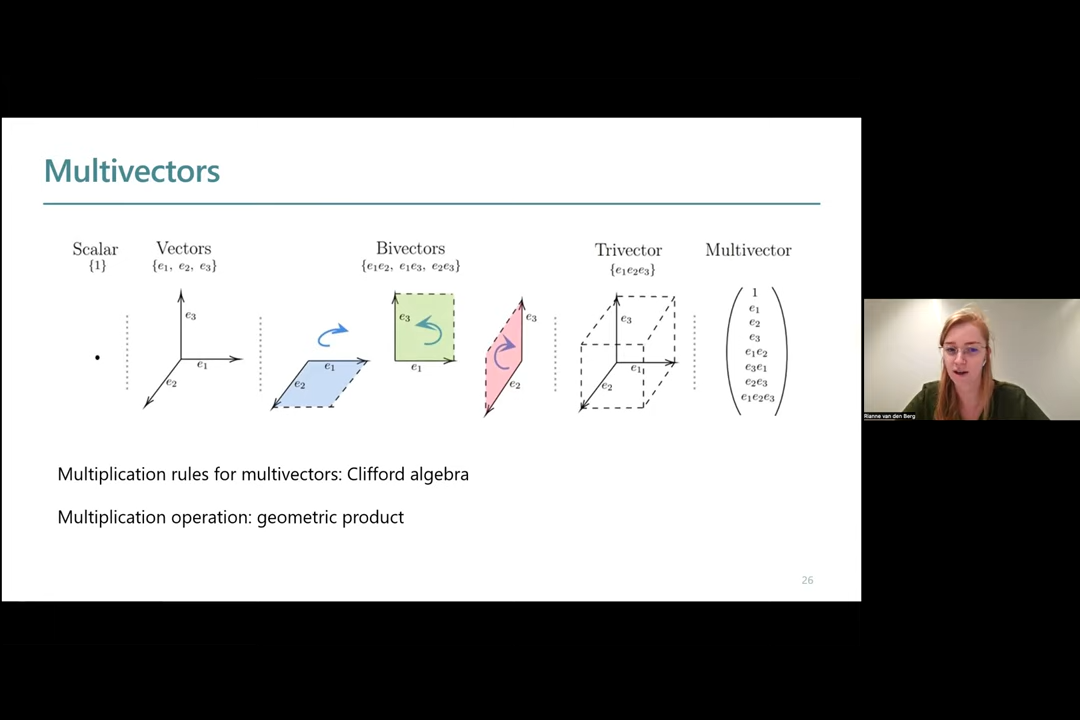 Multivectors
Scalar
{1}
Vectors
{e₁, e₂, e₃}
Bivectors
{e₁e₂, e₁e₃, e₂e₃}
Trivector
{e₁e₂e₃}
Multivector
e₃
e₁
e₂
e₁
e₂
e₃
e₁
e₃
e₂
e₃
e₁
e₂
1
e₁
e₂
e₃
e₁e₂
e₃e₁
e₂e₃
e₁e₂e₃
Multiplication rules for multivectors: Clifford algebra
Multiplication operation: geometric product
26
Rianne van den Berg